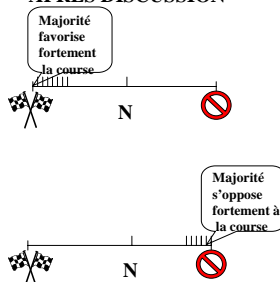 APRÈS DISCUSSION
Majorité
favorise
fortement
la course
N
Majorité
s'oppose
fortement à
la course
N